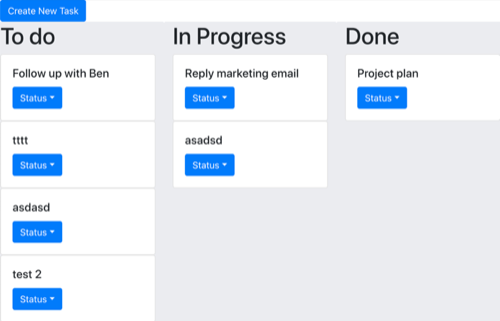 Create New Task
To do
Follow up with Ben
Status
tttt
Status
asdasd
Status
test 2
Status
In Progress
Reply marketing email
Status
asadsd
Status
Done
Project plan
Status